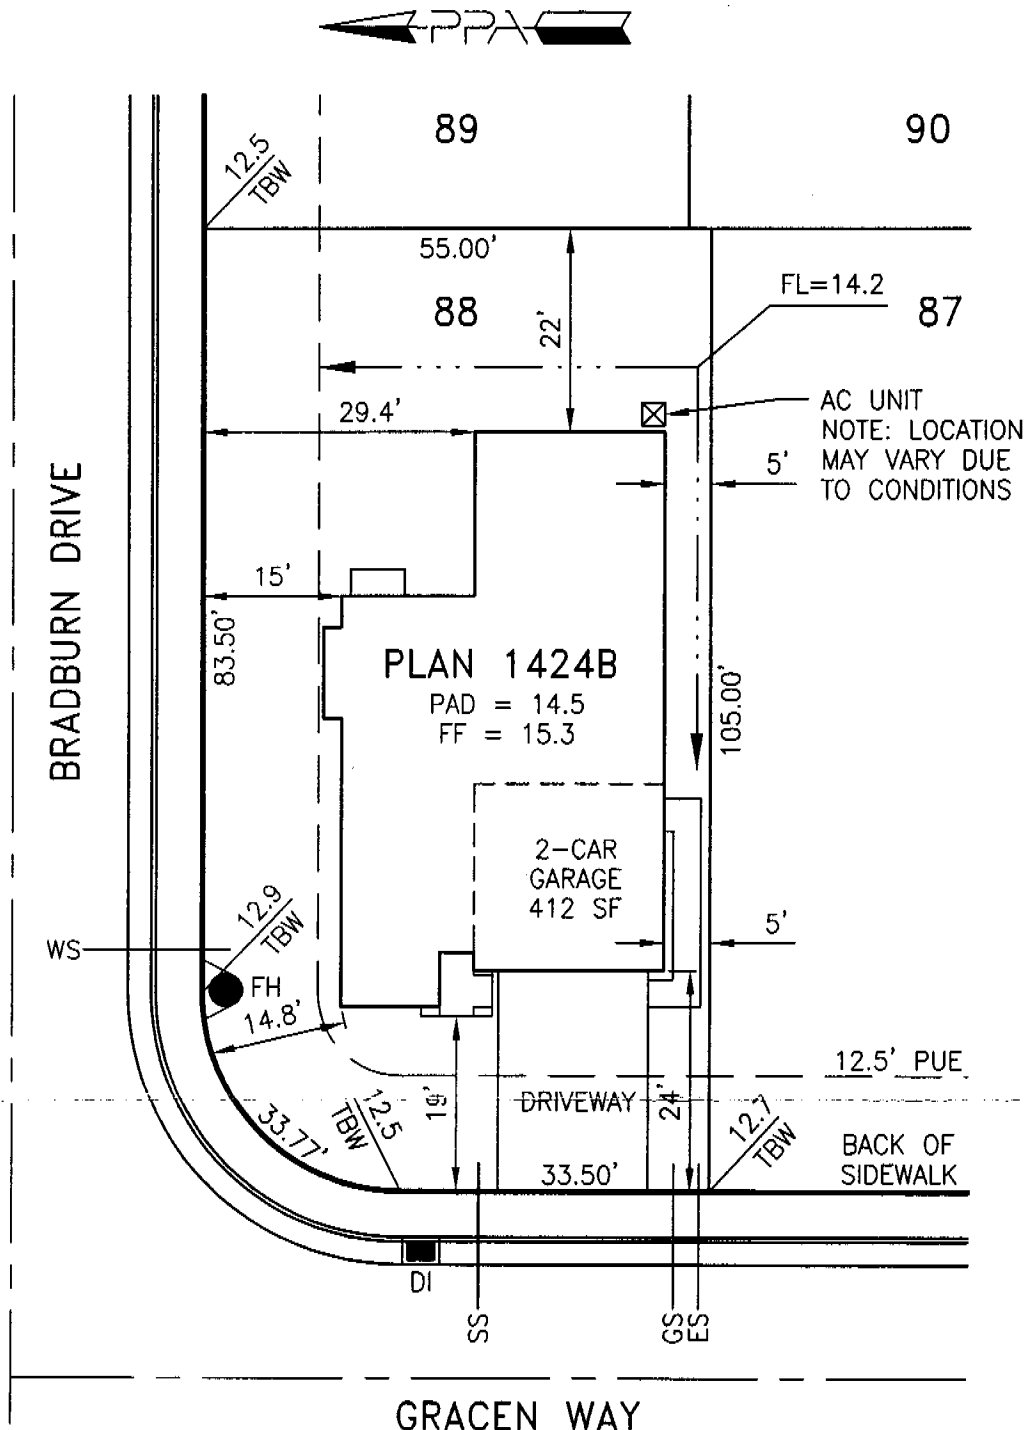 PPA
89
90
12.5
TBW
55.00'
FL=14.2
88
87
22'
29.4'
AC UNIT
NOTE: LOCATION
MAY VARY DUE
TO CONDITIONS
5'
BRADBURN DRIVE
15'
83.50'
PLAN 1424B
PAD = 14.5
FF = 15.3
105.00'
2-CAR
GARAGE
412 SF
12.9
TBW
5'
WS
FH
14.8'
12.5' PUE
19'
DRIVEWAY
24'
12.5
TBW
12.7
TBW
33.77'
BACK OF
SIDEWALK
33.50'
DI
SS
GS
ES
GRACEN WAY